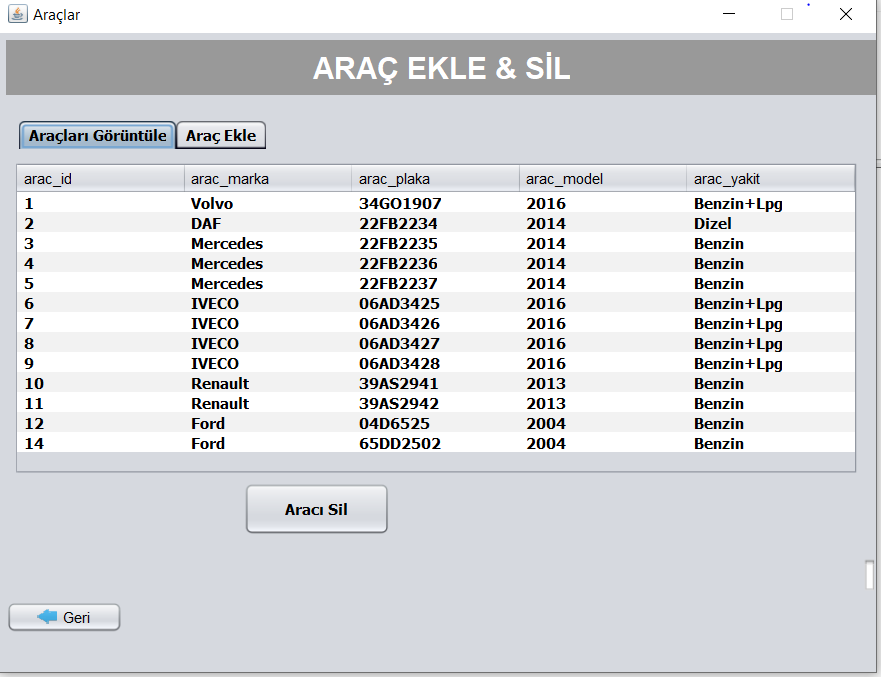 Araçlar
ARAÇ EKLE & SİL
Araçları Görüntüle Araç Ekle
arac_id arac_marka arac_plaka arac_model arac_yakit
1 Volvo 34GO1907 2016 Benzin+Lpg
2 DAF 22FB2234 2014 Dizel
3 Mercedes 22FB2235 2014 Benzin
4 Mercedes 22FB2236 2014 Benzin
5 Mercedes 22FB2237 2014 Benzin
6 IVECO 06AD3425 2016 Benzin+Lpg
7 IVECO 06AD3426 2016 Benzin+Lpg
8 IVECO 06AD3427 2016 Benzin+Lpg
9 IVECO 06AD3428 2016 Benzin+Lpg
10 Renault 39AS2941 2013 Benzin
11 Renault 39AS2942 2013 Benzin
12 Ford 04D6525 2004 Benzin
14 Ford 65DD2502 2004 Benzin
Aracı Sil
Geri